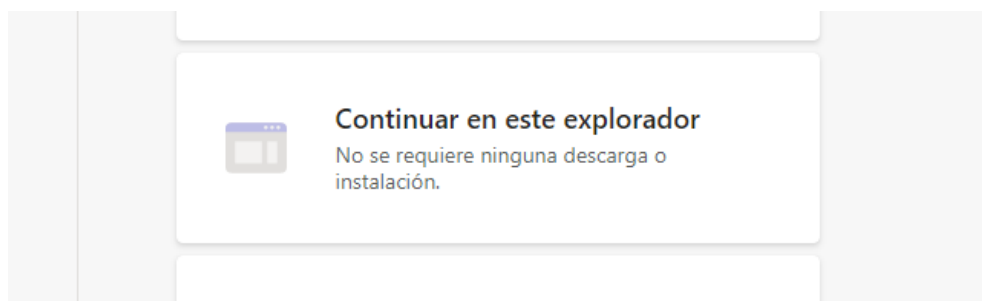 Continuar en este explorador
No se requiere ninguna descarga o
instalación.